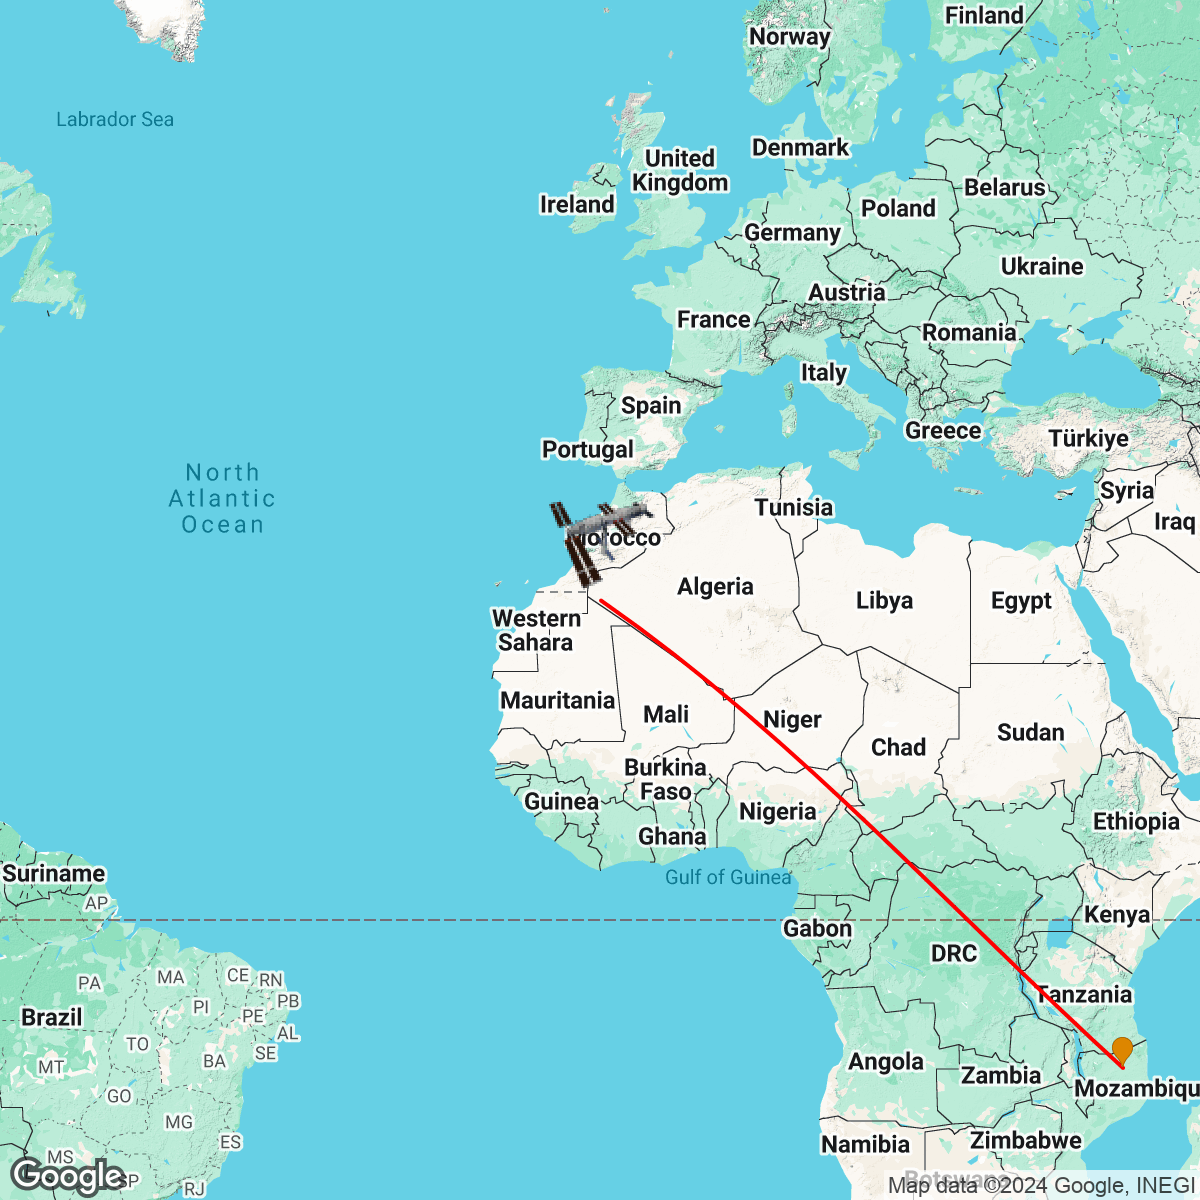 Finland
Norway
Labrador Sea
Denmark
United
Kingdom
Belarus
Ireland
Poland
Germany
Ukraine
Austria
France
Romania
Italy
Spain
Greece
Türkiye
Portugal
North
Atlantic
Ocean
Syria
Tunisia
Iraq
Morocco
Algeria
Libya
Egypt
Western
Sahara
Mauritania
Mali
Niger
Sudan
Chad
Burkina
Faso
Guinea
Nigeria
Ethiopia
Ghana
Suriname
Gulf of Guinea
AP
Kenya
Gabon
DRC
PA
MA
CE
RN
Tanzania
PB
PI
PE
Brazil
AL
TO
SE
BA
MT
Angola
Zambia
Mozambiqu
GO
MG
ES
Namibia
Zimbabwe
MS
Google
SP
RJ
Botswana
Map data ©2024 Google, INEGI